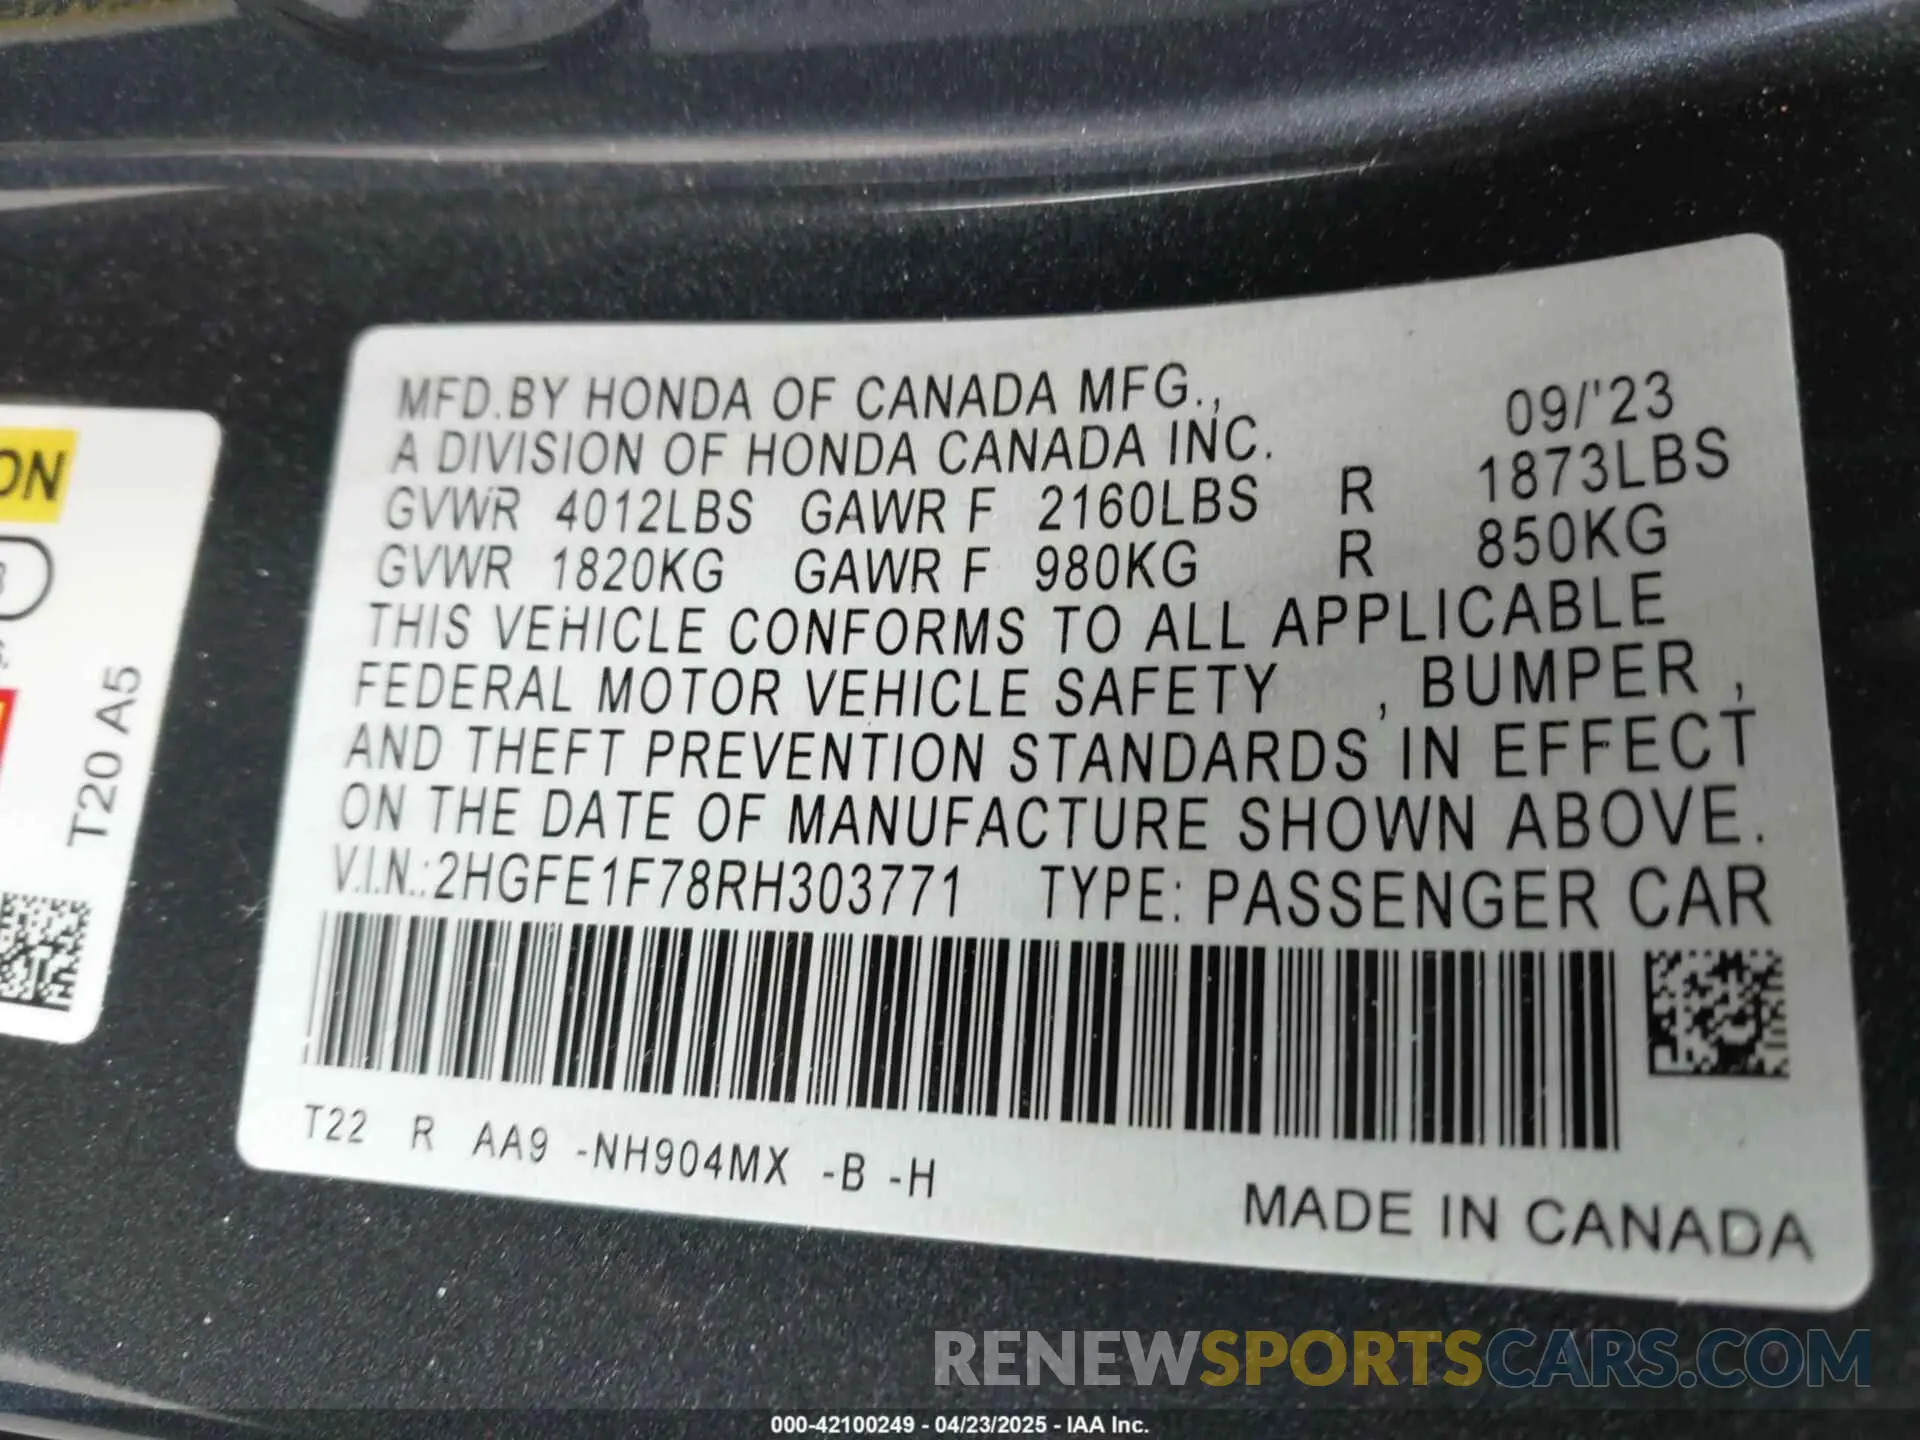 MFD.BY HONDA OF CANADA MFG., 09/'23
A DIVISION OF HONDA CANADA INC.
GVWR 4012LBS GAWR F 2160LBS R 1873LBS
GVWR 1820KG GAWR F 980KG R 850KG
THIS VEHICLE CONFORMS TO ALL APPLICABLE
FEDERAL MOTOR VEHICLE SAFETY , BUMPER ,
AND THEFT PREVENTION STANDARDS IN EFFECT
ON THE DATE OF MANUFACTURE SHOWN ABOVE.
V.I.N.:2HGFE1F78RH303771 TYPE: PASSENGER CAR
T22 R AA9 -NH904MX -B -H
MADE IN CANADA
ON
T20 A5
RENEWSPORTSCARS.COM
000-42100249 - 04/23/2025 - IAA Inc.